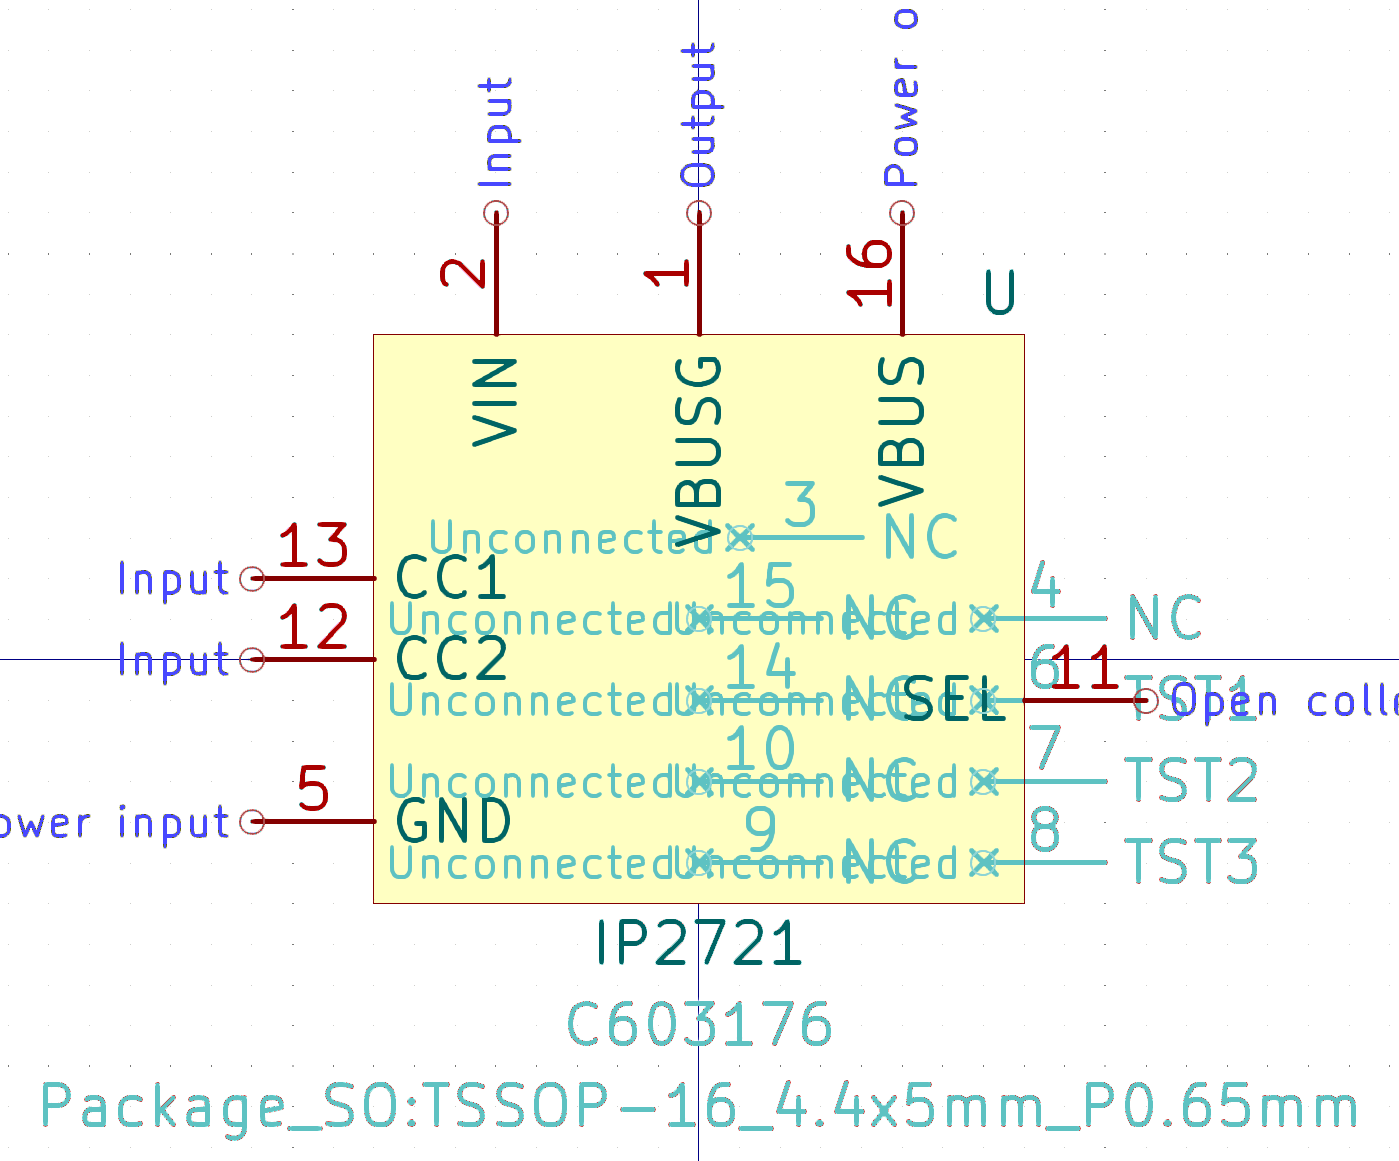 Input
Output
Power o
2
1
16
U
VIN
VBUSG
VBUS
Unconnected
3
NC
Input
13
CC1
Unconnected
15
NC
Unconnected
4
NC
Input
12
CC2
Unconnected
14
NC
Unconnected
6
TST1
SEL
11
Open colle
Unconnected
10
NC
Unconnected
7
TST2
ower input
5
GND
Unconnected
9
NC
Unconnected
8
TST3
IP2721
C603176
Package_SO:TSSOP-16_4.4x5mm_P0.65mm